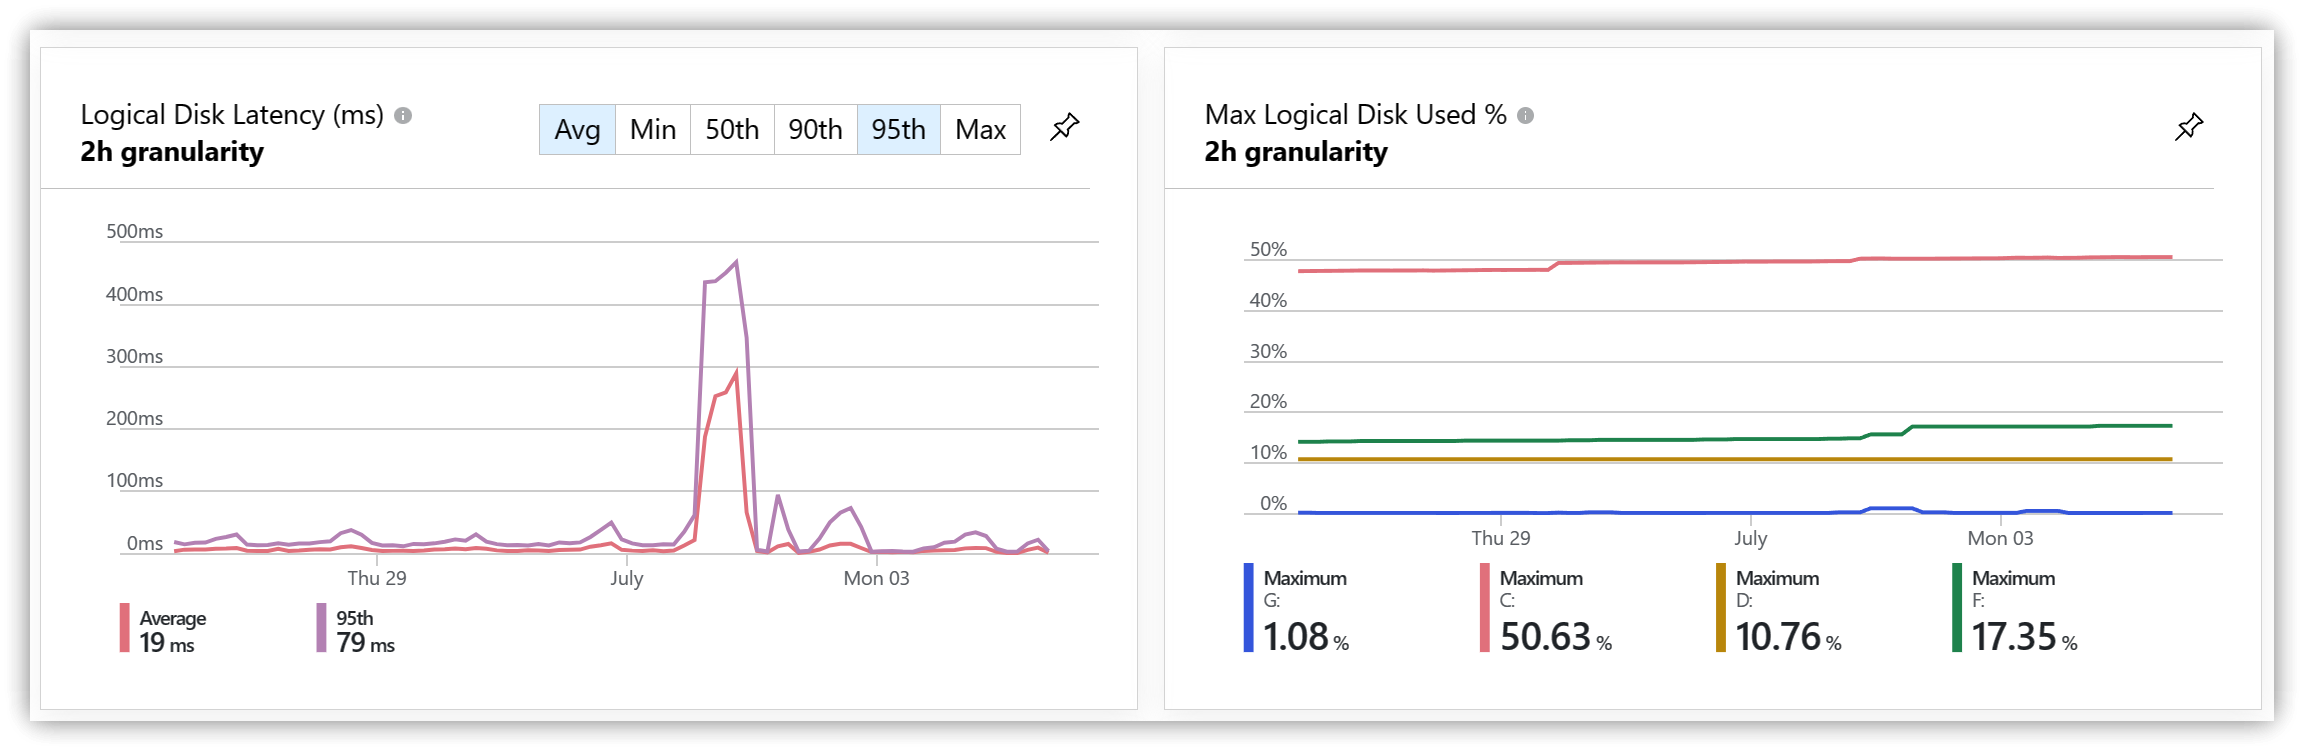 Logical Disk Latency (ms)
2h granularity
Avg Min 50th 90th 95th Max
500ms
400ms
300ms
200ms
100ms
0ms
Thu 29 July Mon 03
Average
19 ms
95th
79 ms
Max Logical Disk Used %
2h granularity
50%
40%
30%
20%
10%
0%
Thu 29 July Mon 03
Maximum
G:
1.08 %
Maximum
C:
50.63 %
Maximum
D:
10.76 %
Maximum
F:
17.35 %